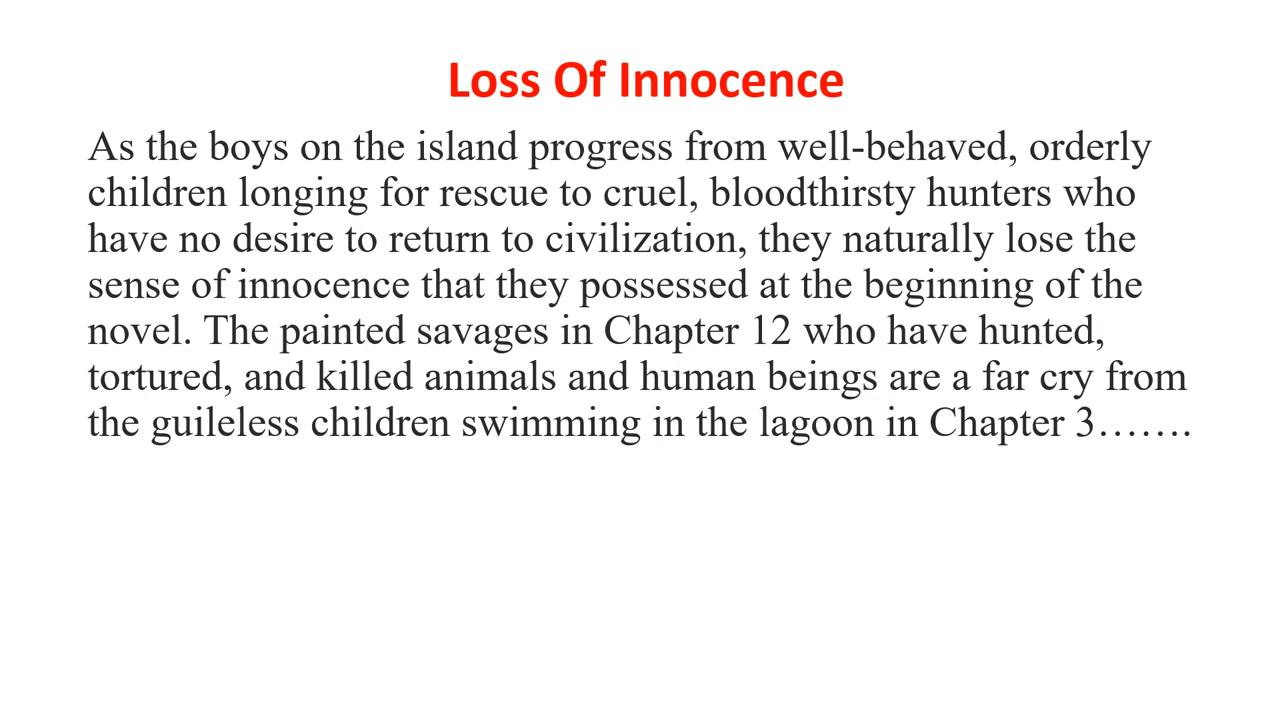 Loss Of Innocence
As the boys on the island progress from well-behaved, orderly
children longing for rescue to cruel, bloodthirsty hunters who
have no desire to return to civilization, they naturally lose the
sense of innocence that they possessed at the beginning of the
novel. The painted savages in Chapter 12 who have hunted,
tortured, and killed animals and human beings are a far cry from
the guileless children swimming in the lagoon in Chapter 3…….